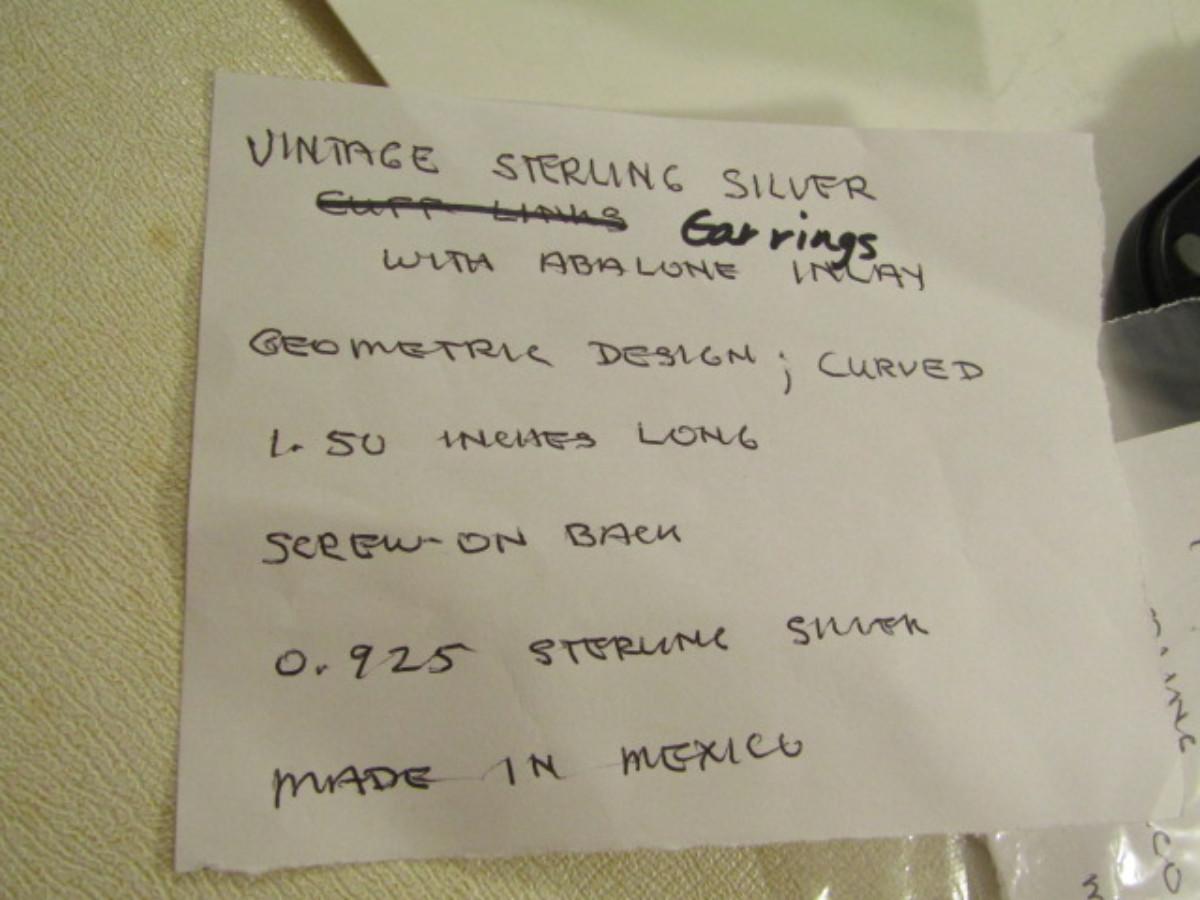 VINTAGE STERLING SILVER
CUFF LINKS Earrings
WITH ABALONE INLAY
GEOMETRIC DESIGN; CURVED
1.50 INCHES LONG
SCREW-ON BACK
0.925 STERLING SILVER
MADE IN MEXICO